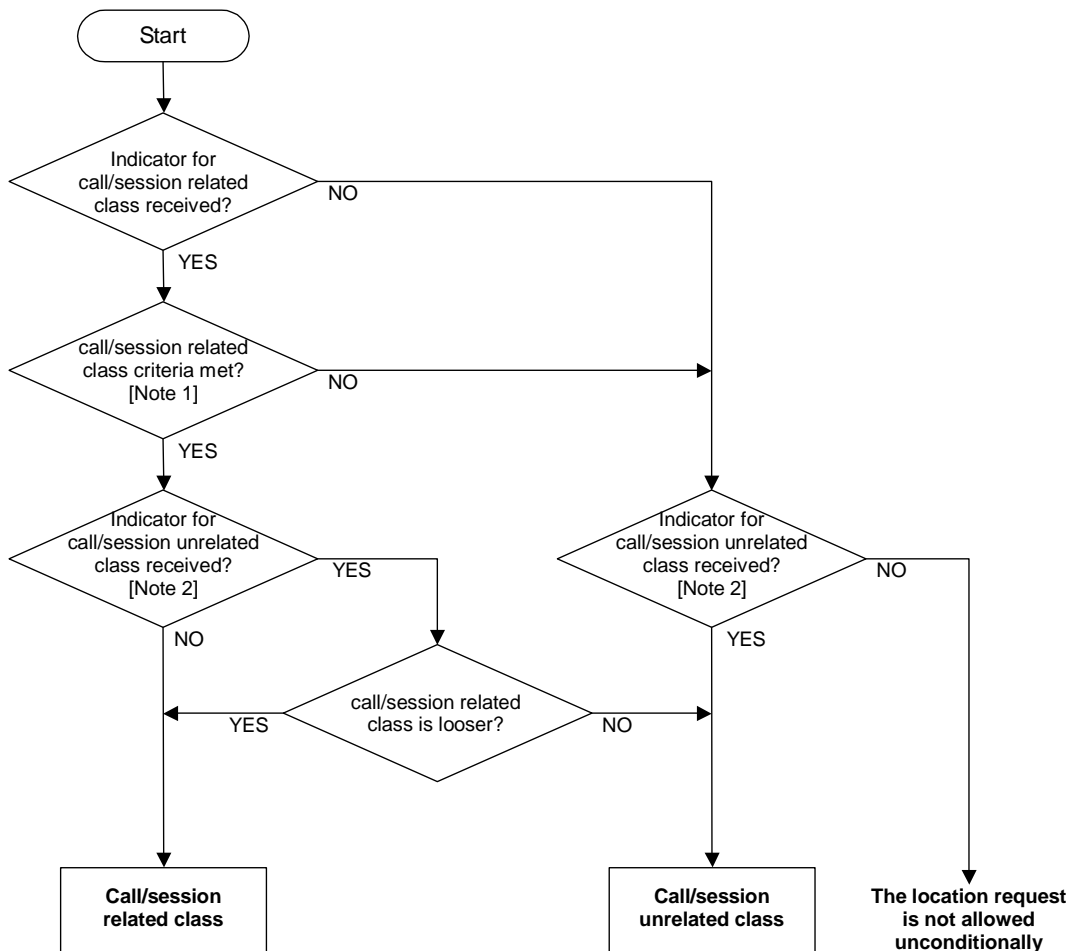 Start
Indicator for
call/session related
class received?
NO
YES
call/session related
class criteria met?
[Note 1]
NO
YES
Indicator for
call/session unrelated
class received?
[Note 2]
YES
NO
Indicator for
call/session unrelated
class received?
[Note 2]
NO
YES
call/session related
class is looser?
YES
NO
Call/session
related class
Call/session
unrelated class
The location request
is not allowed
unconditionally